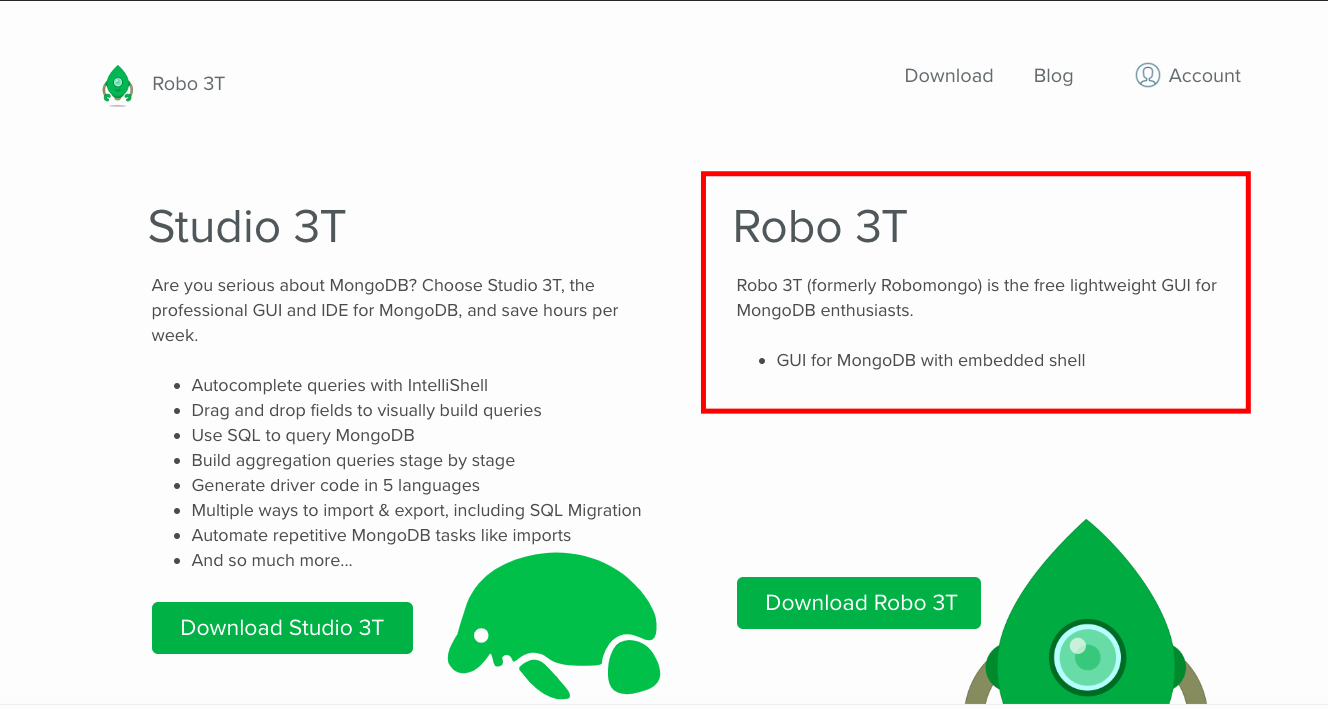 Robo 3T
Download
Blog
Account
Studio 3T
Are you serious about MongoDB? Choose Studio 3T, the
professional GUI and IDE for MongoDB, and save hours per
week.
• Autocomplete queries with IntelliShell
• Drag and drop fields to visually build queries
• Use SQL to query MongoDB
• Build aggregation queries stage by stage
• Generate driver code in 5 languages
• Multiple ways to import & export, including SQL Migration
• Automate repetitive MongoDB tasks like imports
• And so much more...
Download Studio 3T
Robo 3T
Robo 3T (formerly Robomongo) is the free lightweight GUI for
MongoDB enthusiasts.
• GUI for MongoDB with embedded shell
Download Robo 3T